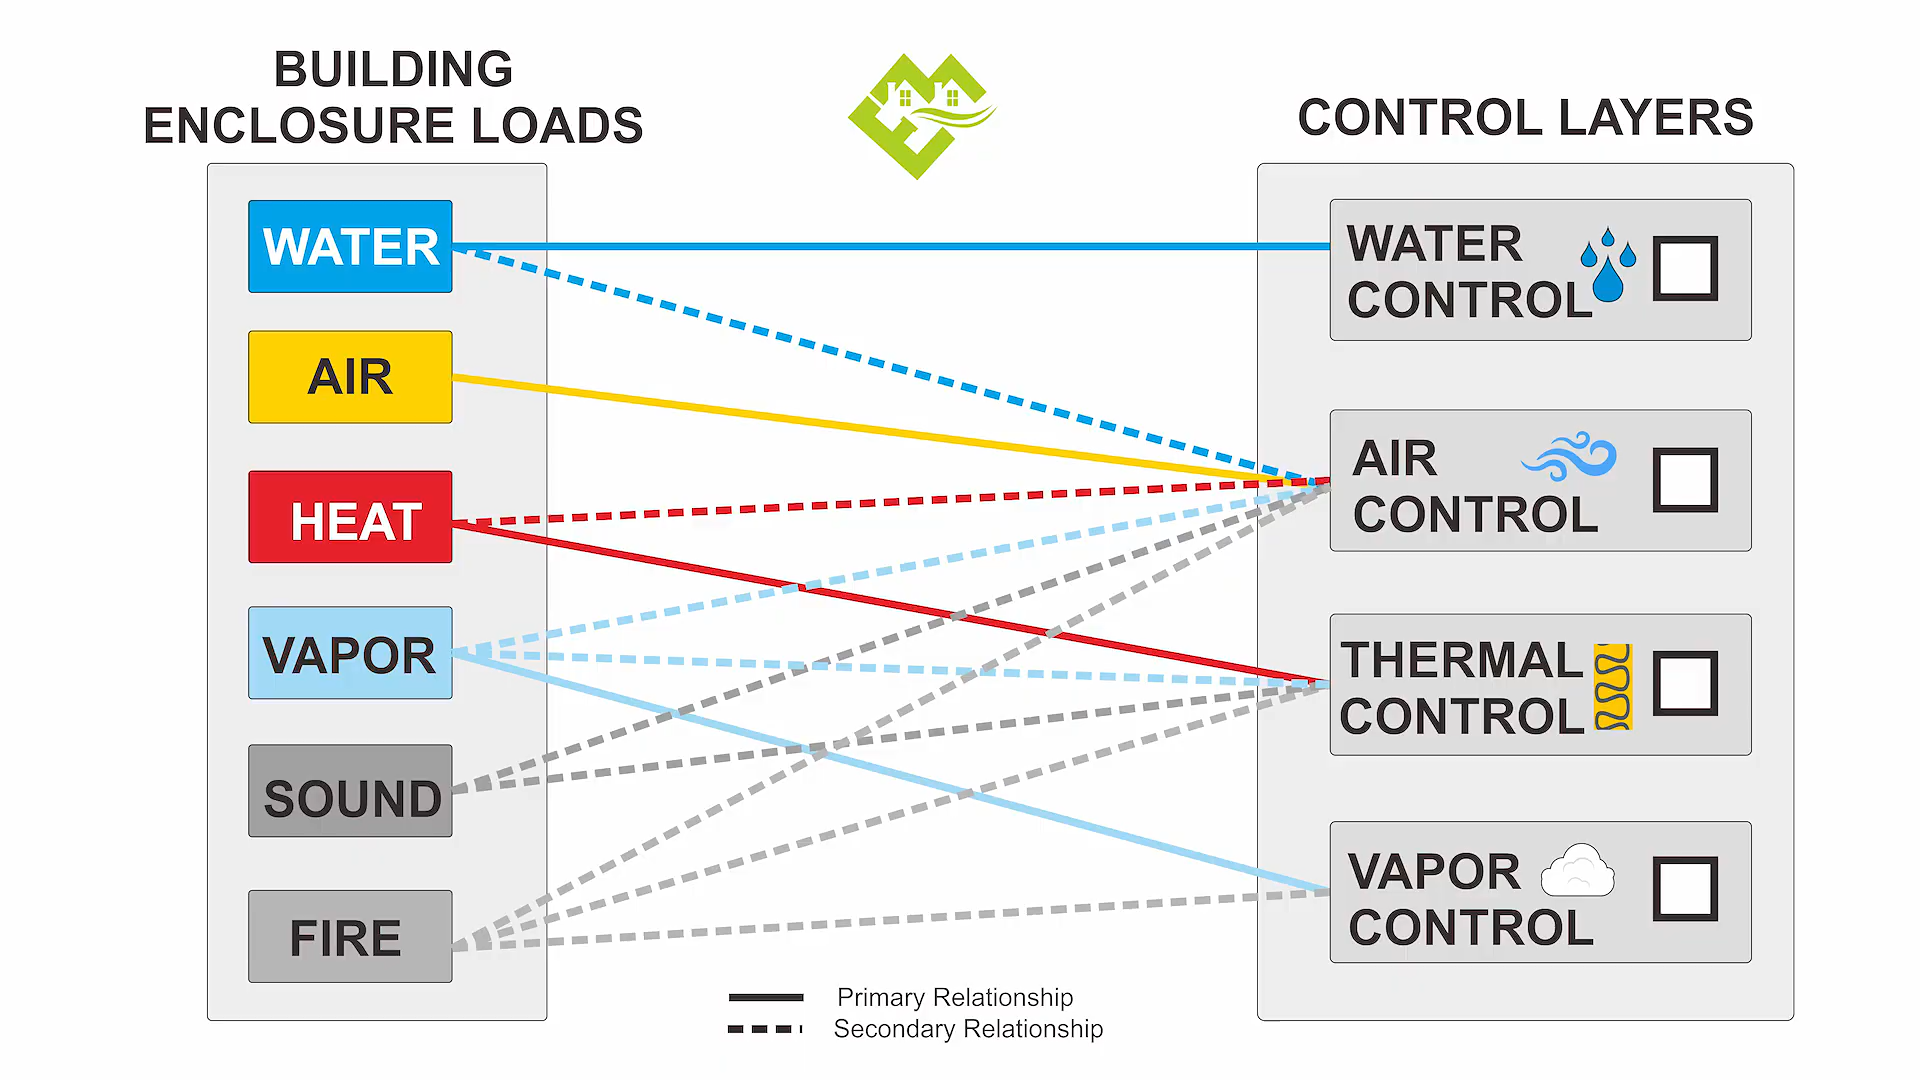 BUILDING
ENCLOSURE LOADS
CONTROL LAYERS
WATER
AIR
HEAT
VAPOR
SOUND
FIRE
WATER
CONTROL
AIR
CONTROL
THERMAL
CONTROL
VAPOR
CONTROL
Primary Relationship
Secondary Relationship